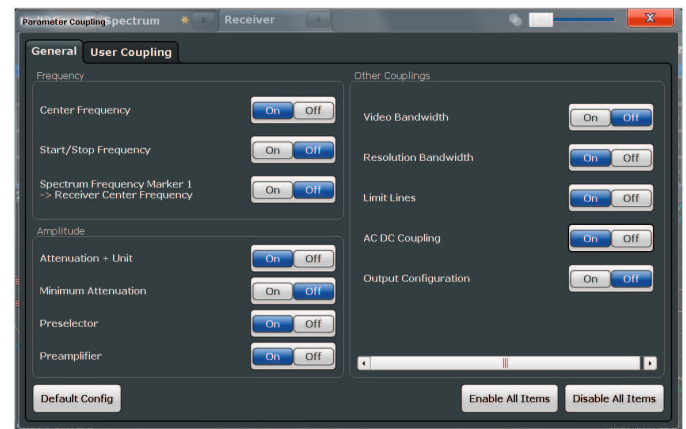 Parameter Coupling Spectrum Receiver
General User Coupling
Frequency
Center Frequency On Off
Start/Stop Frequency On Off
Spectrum Frequency Marker 1
-> Receiver Center Frequency On Off
Amplitude
Attenuation + Unit On Off
Minimum Attenuation On Off
Preselector On Off
Preamplifier On Off
Other Couplings
Video Bandwidth On Off
Resolution Bandwidth On Off
Limit Lines On Off
AC DC Coupling On Off
Output Configuration On Off
Default Config Enable All Items Disable All Items